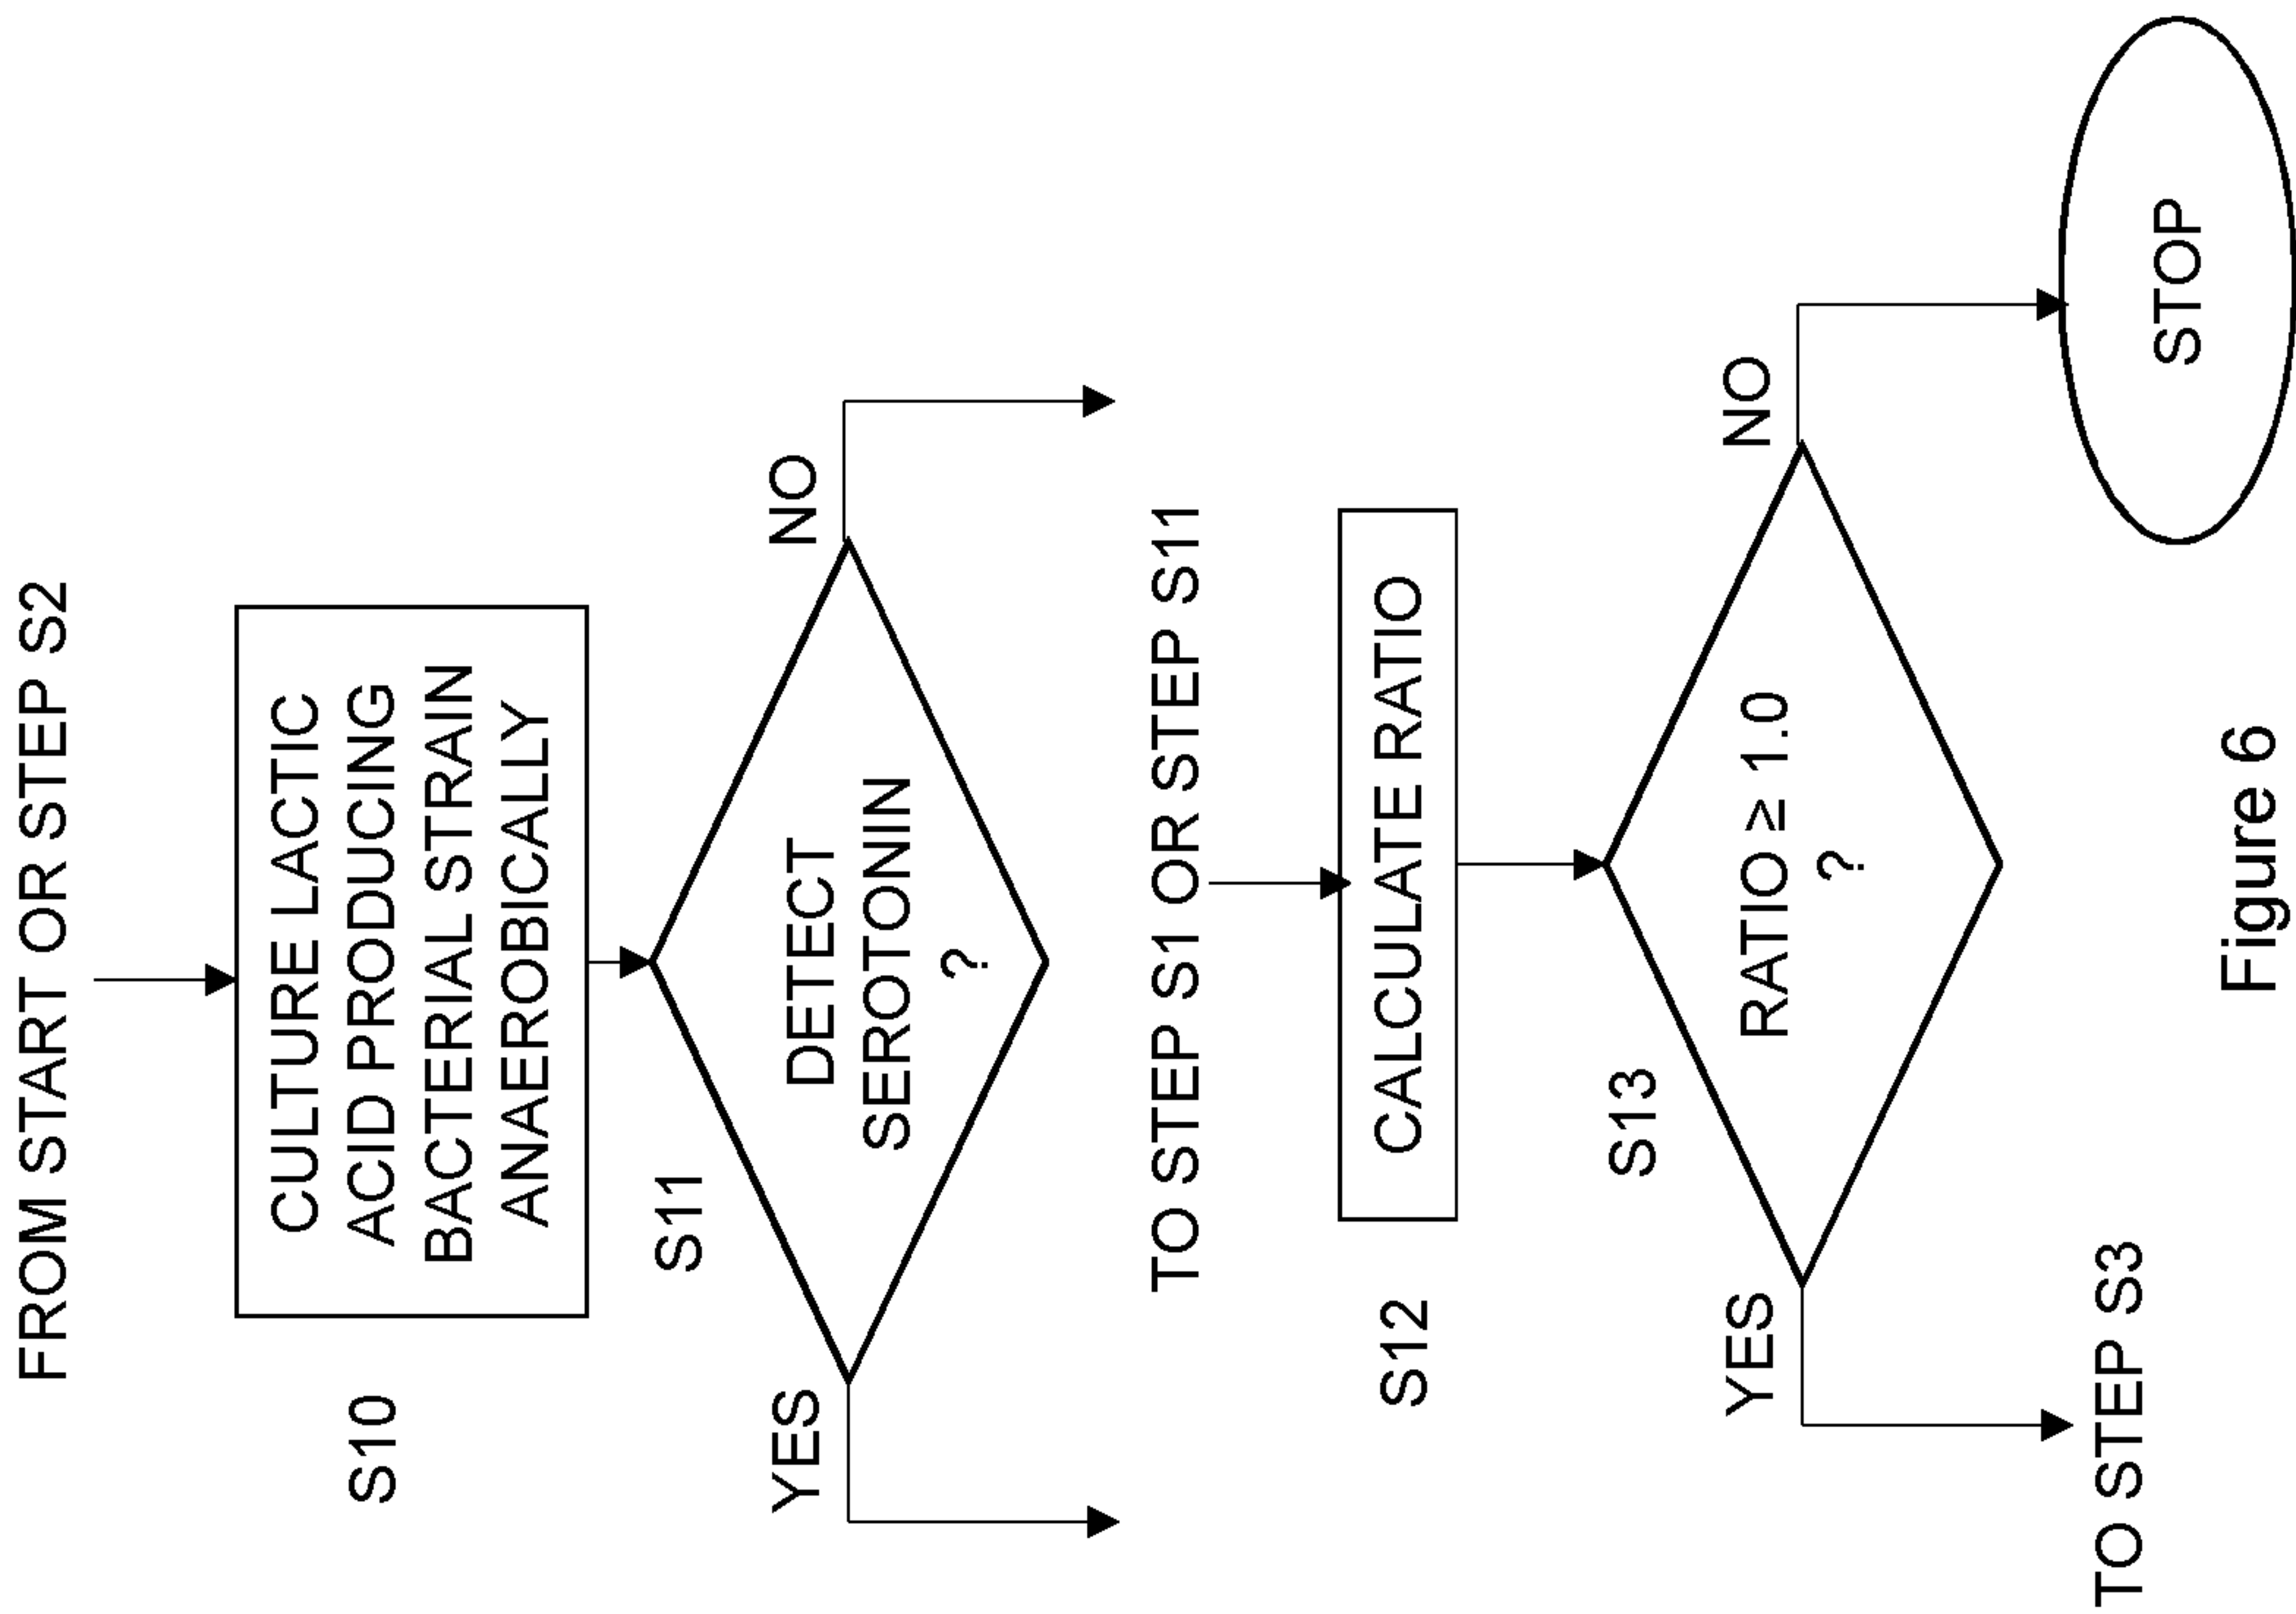 FROM START OR STEP S2
S10
CULTURE LACTIC
ACID PRODUCING
BACTERIAL STRAIN
ANAEROBICALLY
S11
YES
DETECT
SEROTONIN
?
NO
TO STEP S1 OR STEP S11
S12
CALCULATE RATIO
S13
YES
RATIO ≥ 1.0
?
NO
TO STEP S3
STOP
Figure 6